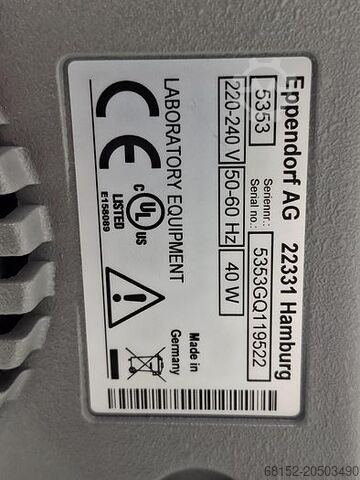 Eppendorf AG 22331 Hamburg
5353
Seriennr.:
Serial no.:
5353GQ119522
220-240 V 50-60 Hz 40 W
LABORATORY EQUIPMENT
CE
C UL US
LISTED
E158089
Made in
Germany
68152-20503490